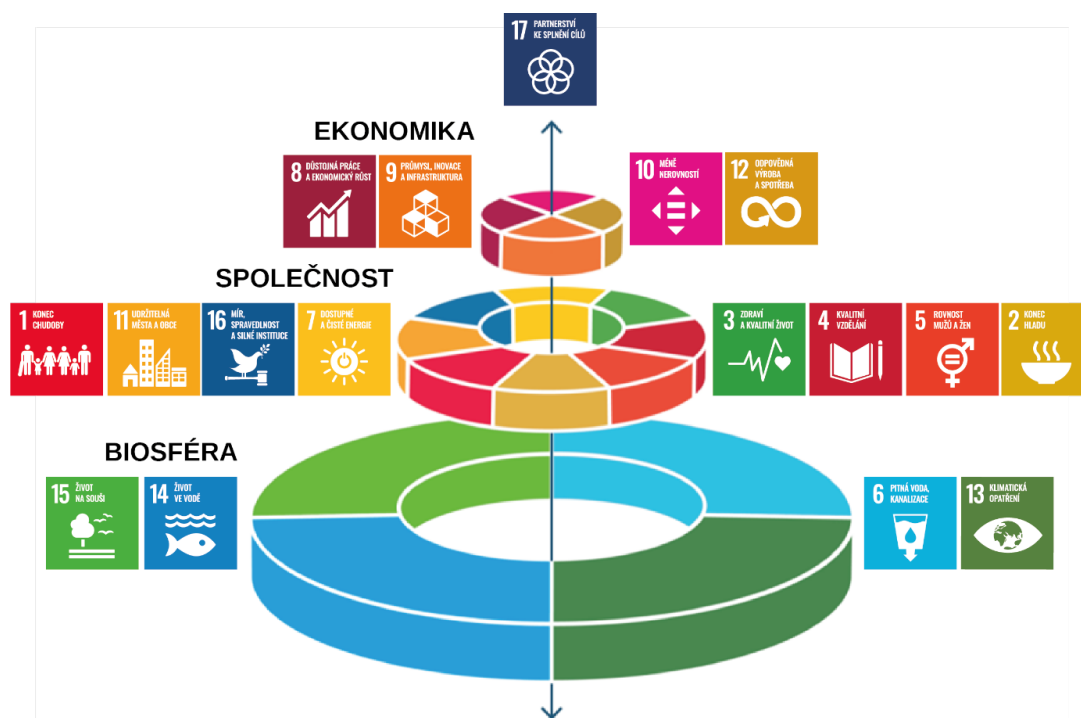 17 PARTNERSTVÍ
KE SPLNĚNÍ CÍLŮ
EKONOMIKA
8 DŮSTOJNÁ PRÁCE
A EKONOMICKÝ RŮST
9 PRŮMYSL, INOVACE
A INFRASTRUKTURA
10 MÉNĚ
NEROVNOSTÍ
12 ODPOVĚDNÁ
VÝROBA
A SPOTŘEBA
SPOLEČNOST
1 KONEC
CHUDOBY
11 UDRŽITELNÁ
MĚSTA A OBCE
16 MÍR,
SPRAVEDLNOST
A SILNÉ INSTITUCE
7 DOSTUPNÉ
A ČISTÉ ENERGIE
3 ZDRAVÍ
A KVALITNÍ ŽIVOT
4 KVALITNÍ
VZDĚLÁNÍ
5 ROVNOST
MUŽŮ A ŽEN
2 KONEC
HLADU
BIOSFÉRA
15 ŽIVOT
NA SOUŠI
14 ŽIVOT
VE VODĚ
6 PITNÁ VODA,
KANALIZACE
13 KLIMATICKÁ
OPATŘENÍ